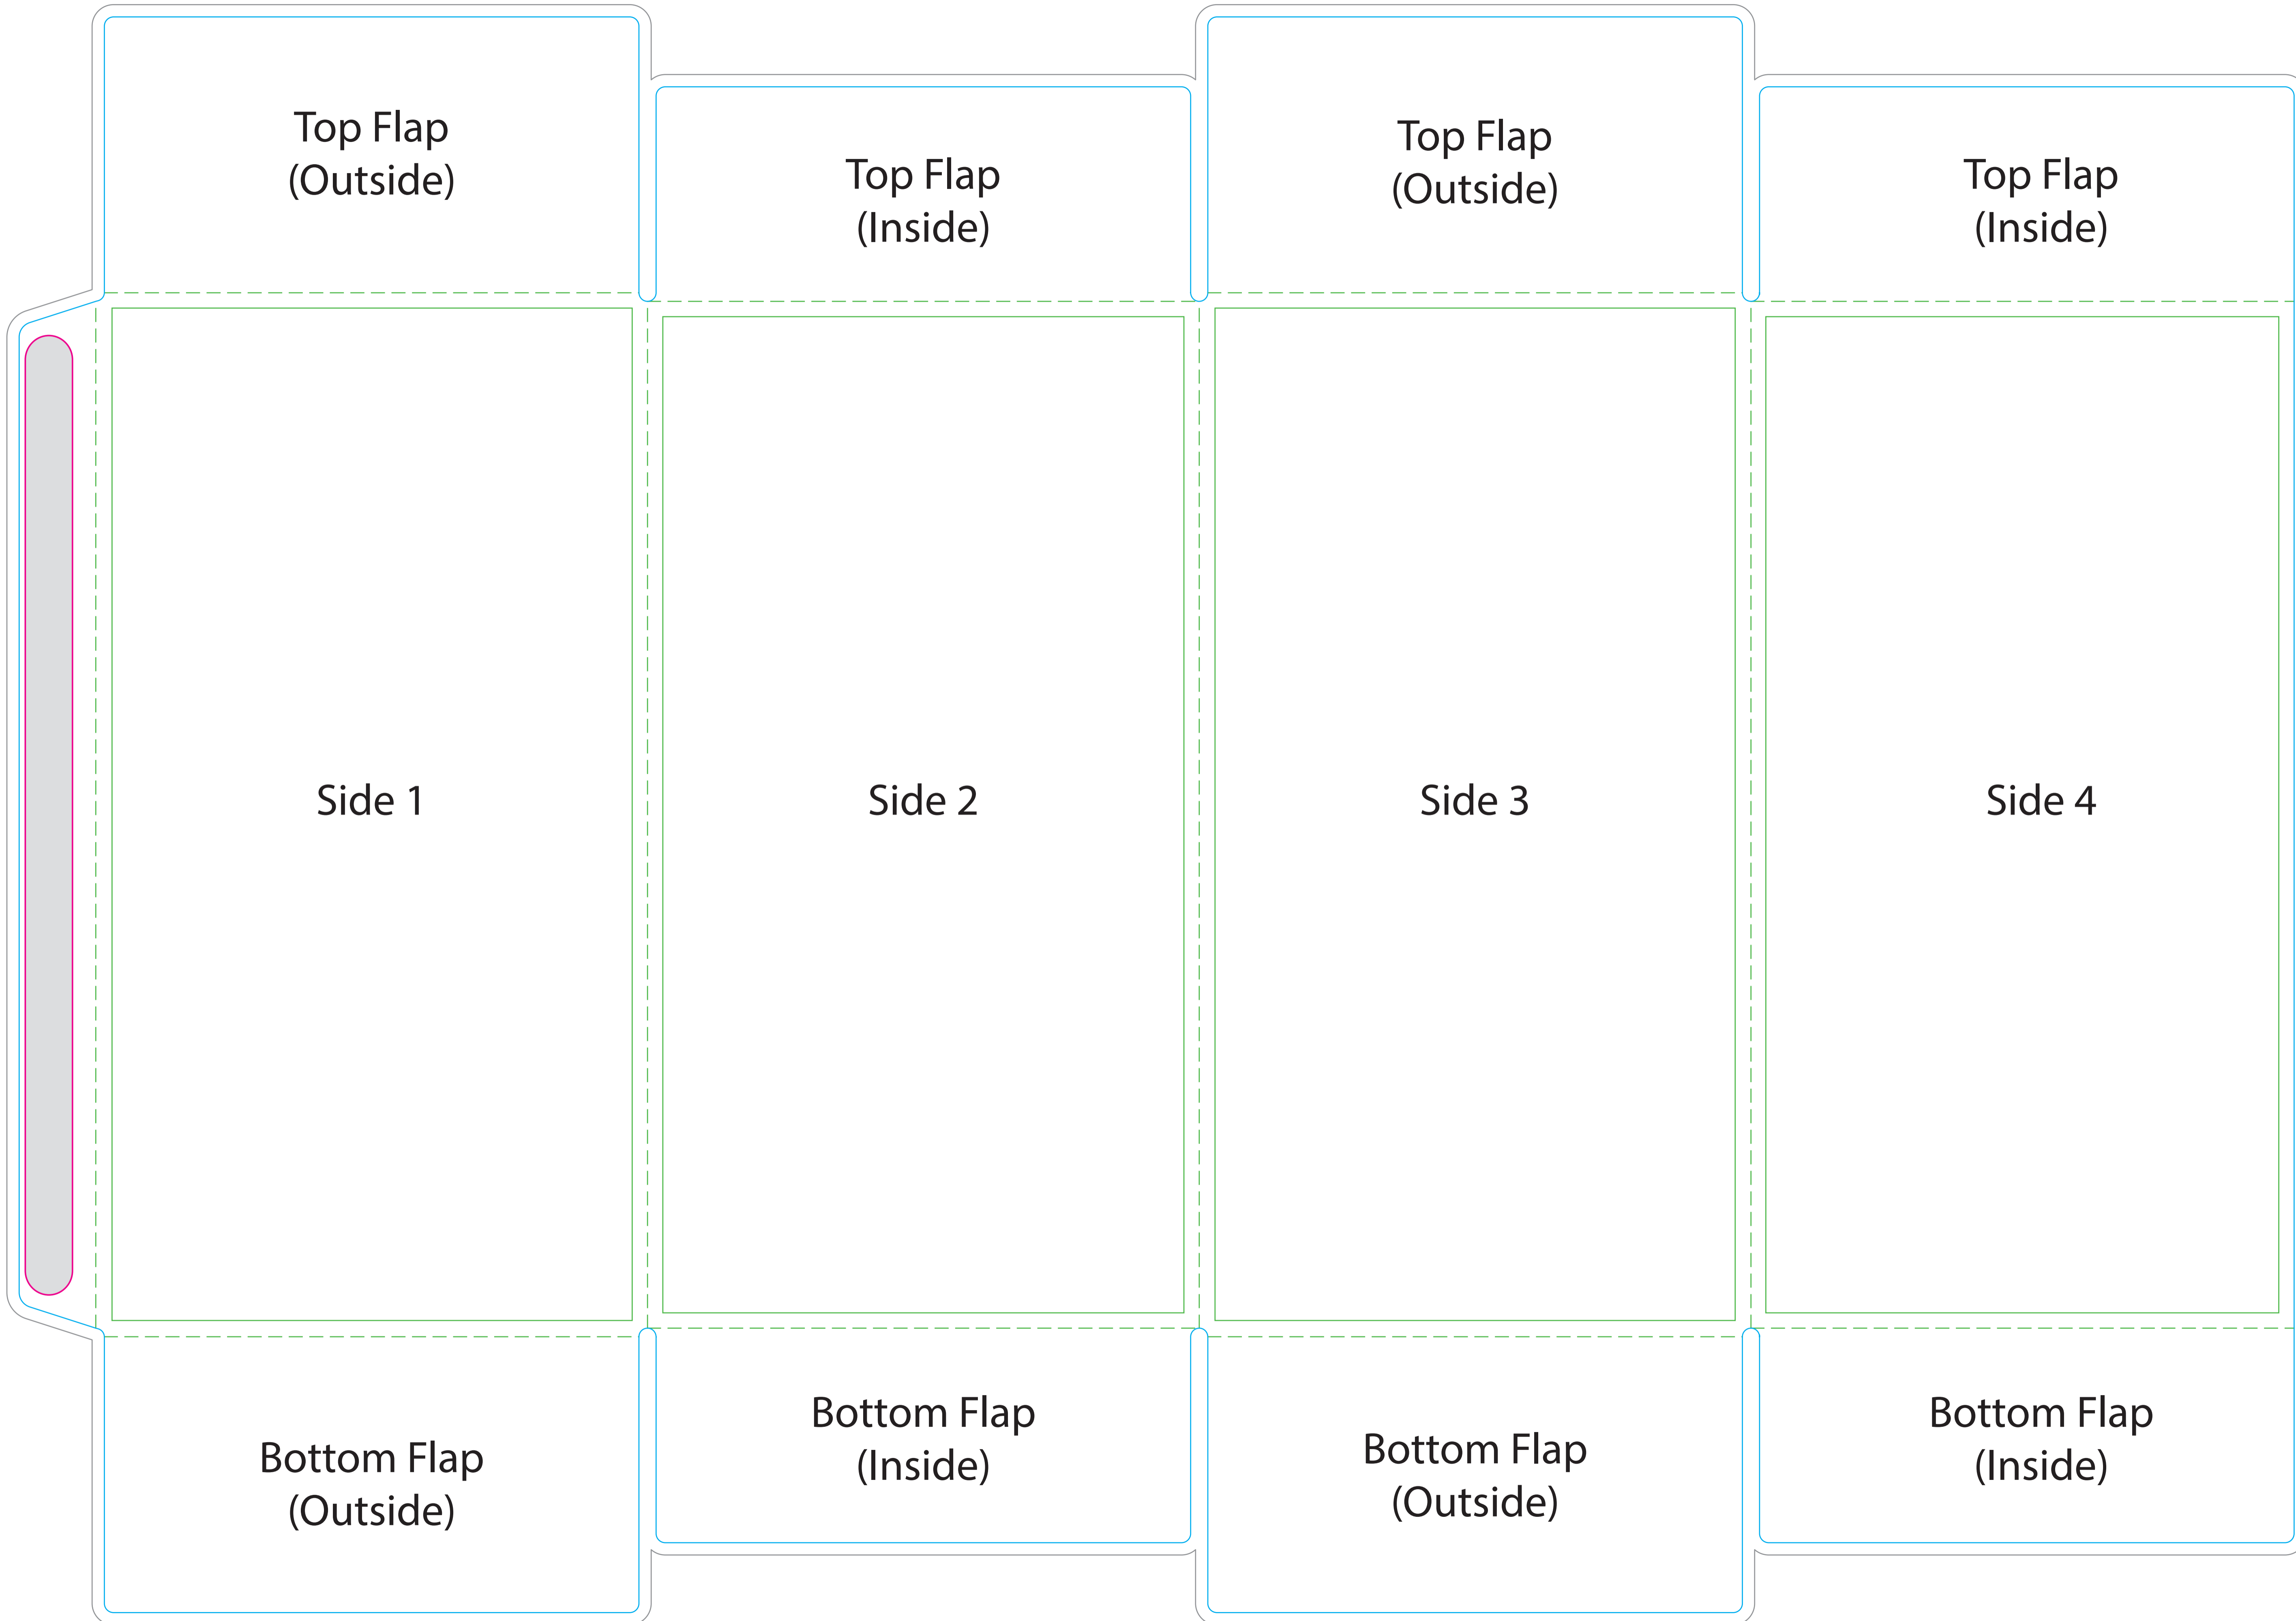 Top Flap
(Outside)
Top Flap
(Inside)
Top Flap
(Outside)
Top Flap
(Inside)
Side 1
Side 2
Side 3
Side 4
Bottom Flap
(Outside)
Bottom Flap
(Inside)
Bottom Flap
(Outside)
Bottom Flap
(Inside)